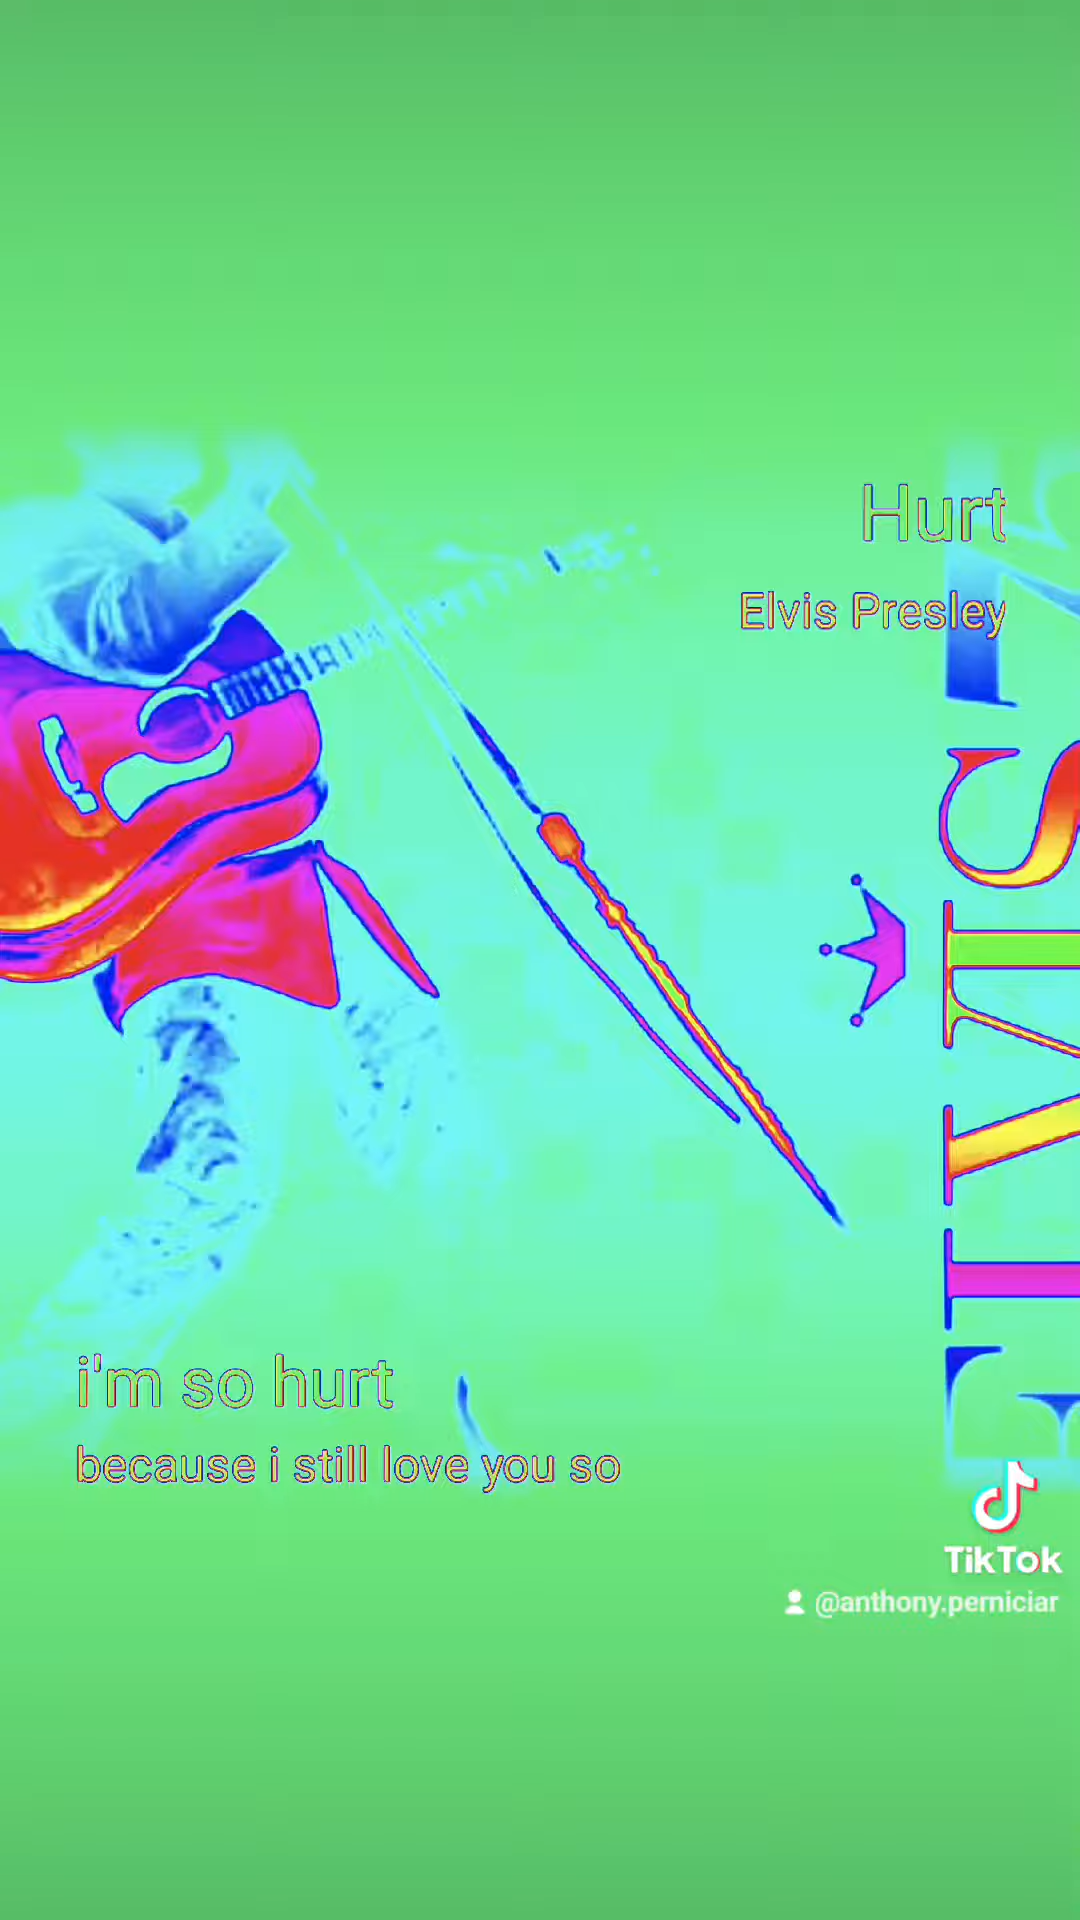 Hurt
Elvis Presley
ELVIS
i'm so hurt
because i still love you so
TikTok
@anthony.perniciar